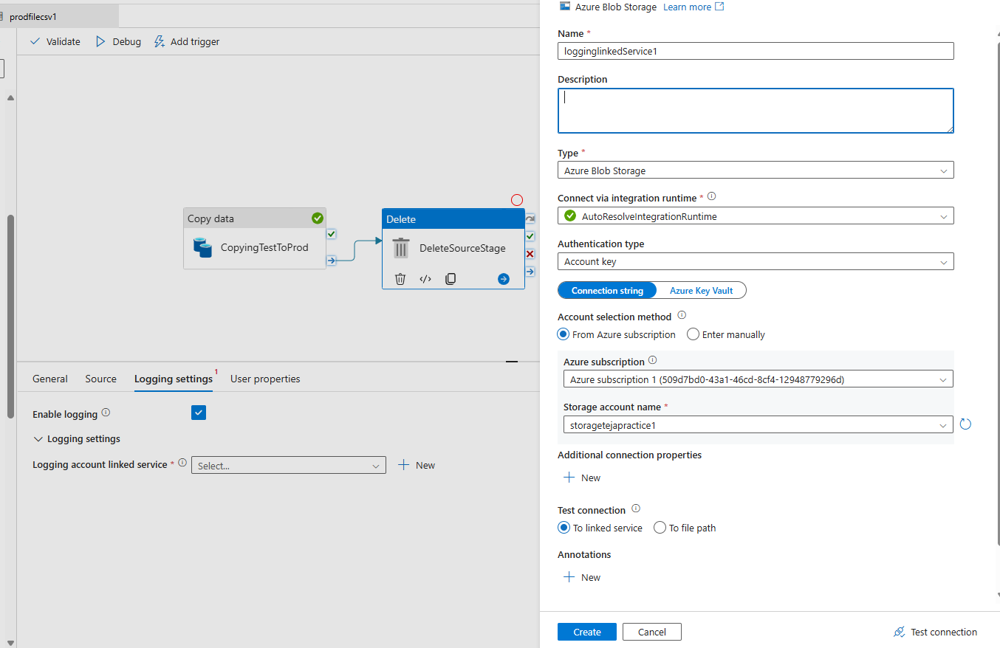 prodfilecsv1
Validate Debug Add trigger
Copy data
CopyingTestToProd
Delete
DeleteSourceStage
General Source Logging settings 1 User properties
Enable logging
Logging settings
Logging account linked service * Select... New
Azure Blob Storage Learn more
Name *
logginglinkedService1
Description
Type *
Azure Blob Storage
Connect via integration runtime *
AutoResolveIntegrationRuntime
Authentication type
Account key
Connection string Azure Key Vault
Account selection method
From Azure subscription Enter manually
Azure subscription
Azure subscription 1 (509d7bd0-43a1-46cd-8cf4-12948779296d)
Storage account name *
storagetejapractice1
Additional connection properties
New
Test connection
To linked service To file path
Annotations
New
Create Cancel Test connection